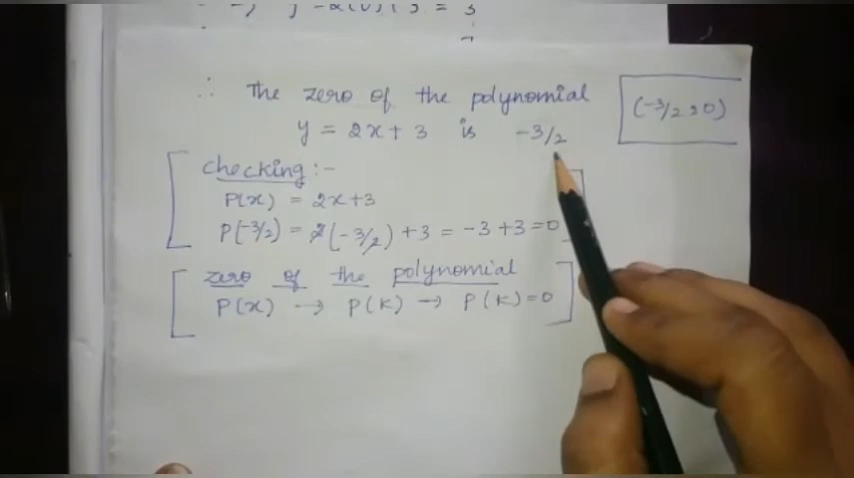 ∴ The zero of the polynomial
y = 2x + 3 is -3/2
(-3/2, 0)
Checking :-
P(x) = 2x+3
P(-3/2) = 2(-3/2) + 3 = -3 + 3 = 0
zero of the polynomial
P(x) → P(k) → P(k) = 0